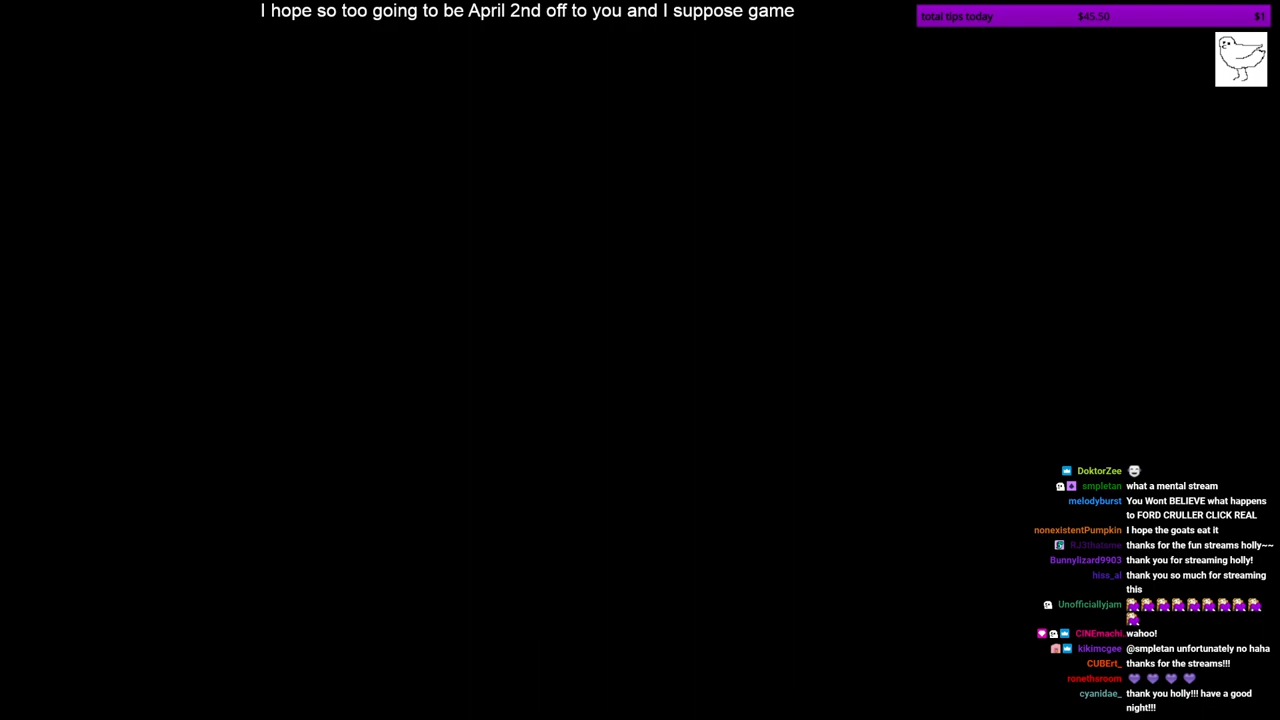 I hope so too going to be April 2nd off to you and I suppose game
total tips today $45.50 $1
DoktorZee
smpletan what a mental stream
melodyburst You Wont BELIEVE what happens
to FORD CRULLER CLICK REAL
nonexistentPumpkin I hope the goats eat it
RJ3thatsme thanks for the fun streams holly~~
Bunnylizard9903 thank you for streaming holly!
hiss_al thank you so much for streaming
this
Unofficiallyjam
CINEmachi. wahoo!
kikimcgee @smpletan unfortunately no haha
CUBErt_ thanks for the streams!!!
ronethsroom
cyanidae_ thank you holly!!! have a good
night!!!